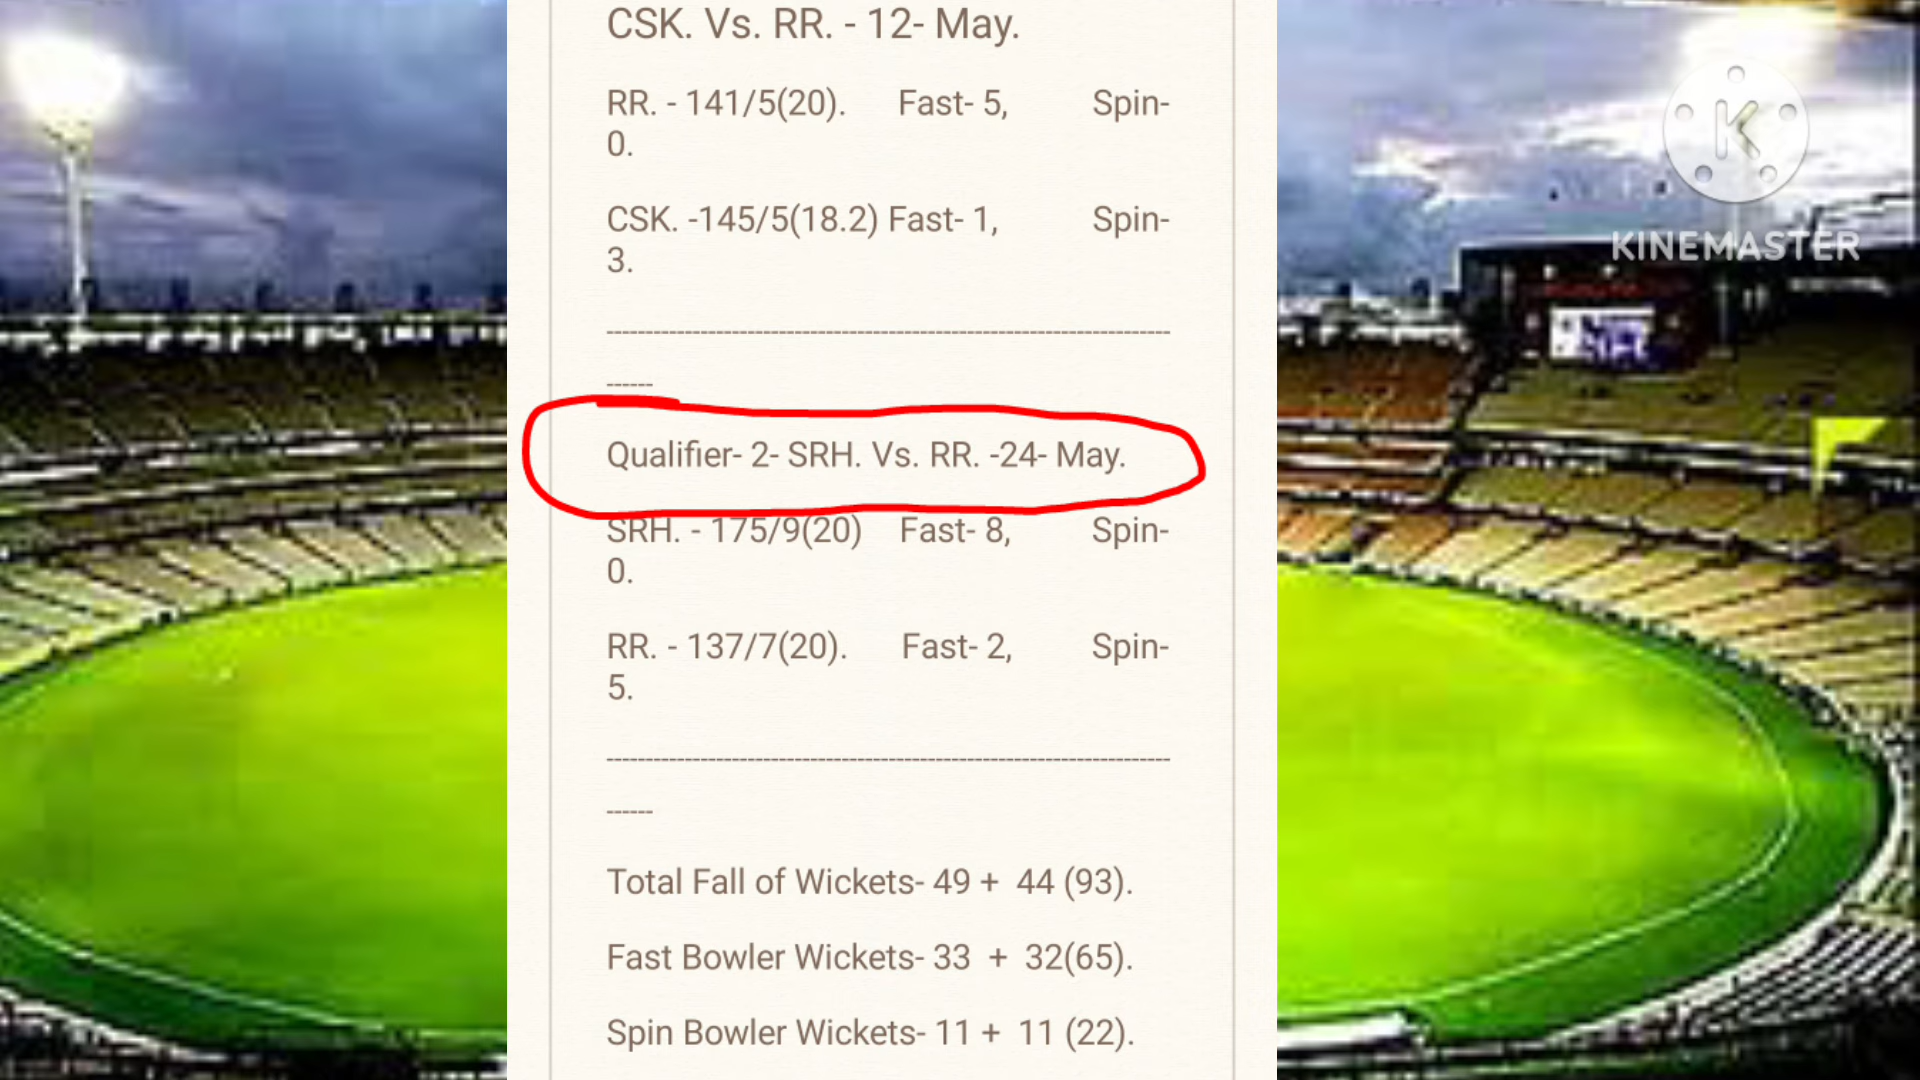 CSK. Vs. RR. - 12- May.
RR. - 141/5(20). Fast- 5, Spin-
0.
CSK. -145/5(18.2) Fast- 1, Spin-
3.
--------------------------------------------------------------------------
------
Qualifier- 2- SRH. Vs. RR. -24- May.
SRH. - 175/9(20) Fast- 8, Spin-
0.
RR. - 137/7(20). Fast- 2, Spin-
5.
--------------------------------------------------------------------------
------
Total Fall of Wickets- 49 + 44 (93).
Fast Bowler Wickets- 33 + 32(65).
Spin Bowler Wickets- 11 + 11 (22).
K
KINEMASTER